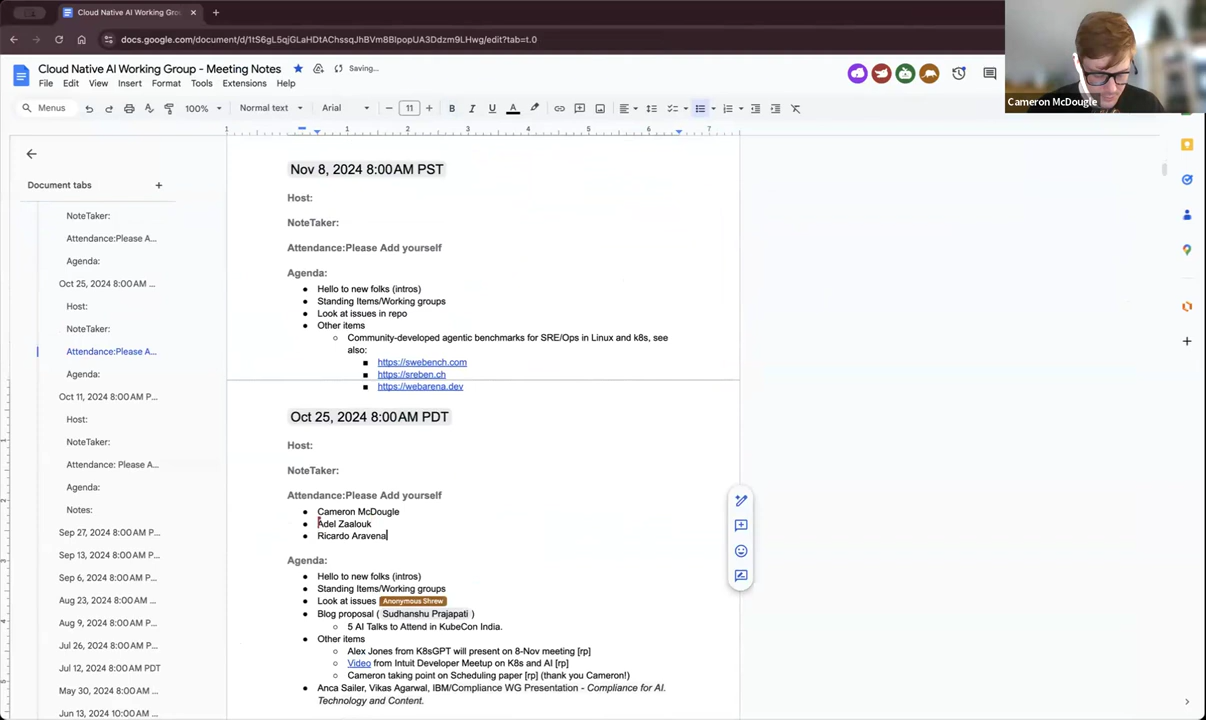 Cloud Native AI Working Gro
docs.google.com/document/d/1tS6gL5qjGLaHDtAChssqJhBVm8BIpopUA3Ddzm9LHwg/edit?tab=t.0
Cloud Native AI Working Group - Meeting Notes
Saving...
File Edit View Insert Format Tools Extensions Help
Menus
100%
Normal text
Arial
11
Cameron McDougle
1 1 2 3 4 5 6 7
Document tabs
NoteTaker:
Attendance:Please A...
Agenda:
Oct 25, 2024 8:00AM ...
Host:
NoteTaker:
Attendance:Please A...
Agenda:
Oct 11, 2024 8:00AM P...
Host:
NoteTaker:
Attendance: Please A...
Agenda:
Notes:
Sep 27, 2024 8:00AM P...
Sep 13, 2024 8:00AM P...
Sep 6, 2024 8:00AM P...
Aug 23, 2024 8:00AM P...
Aug 9, 2024 8:00AM P...
Jul 26, 2024 8:00AM P...
Jul 12, 2024 8:00AM PDT
May 30, 2024 8:00AM P...
Jun 13, 2024 10:00AM ...
Nov 8, 2024 8:00AM PST
Host:
NoteTaker:
Attendance:Please Add yourself
Agenda:
Hello to new folks (intros)
Standing Items/Working groups
Look at issues in repo
Other items
Community-developed agentic benchmarks for SRE/Ops in Linux and k8s, see
also:
https://swebench.com
https://sreben.ch
https://webarena.dev
Oct 25, 2024 8:00AM PDT
Host:
NoteTaker:
Attendance:Please Add yourself
Cameron McDougle
Adel Zaalouk
Ricardo Aravena
Agenda:
Hello to new folks (intros)
Standing Items/Working groups
Look at issues Anonymous Shrew
Blog proposal ( Sudhanshu Prajapati )
5 AI Talks to Attend in KubeCon India.
Other items
Alex Jones from K8sGPT will present on 8-Nov meeting [rp]
Video from Intuit Developer Meetup on K8s and AI [rp]
Cameron taking point on Scheduling paper [rp] (thank you Cameron!)
Anca Sailer, Vikas Agarwal, IBM/Compliance WG Presentation - Compliance for AI.
Technology and Content.